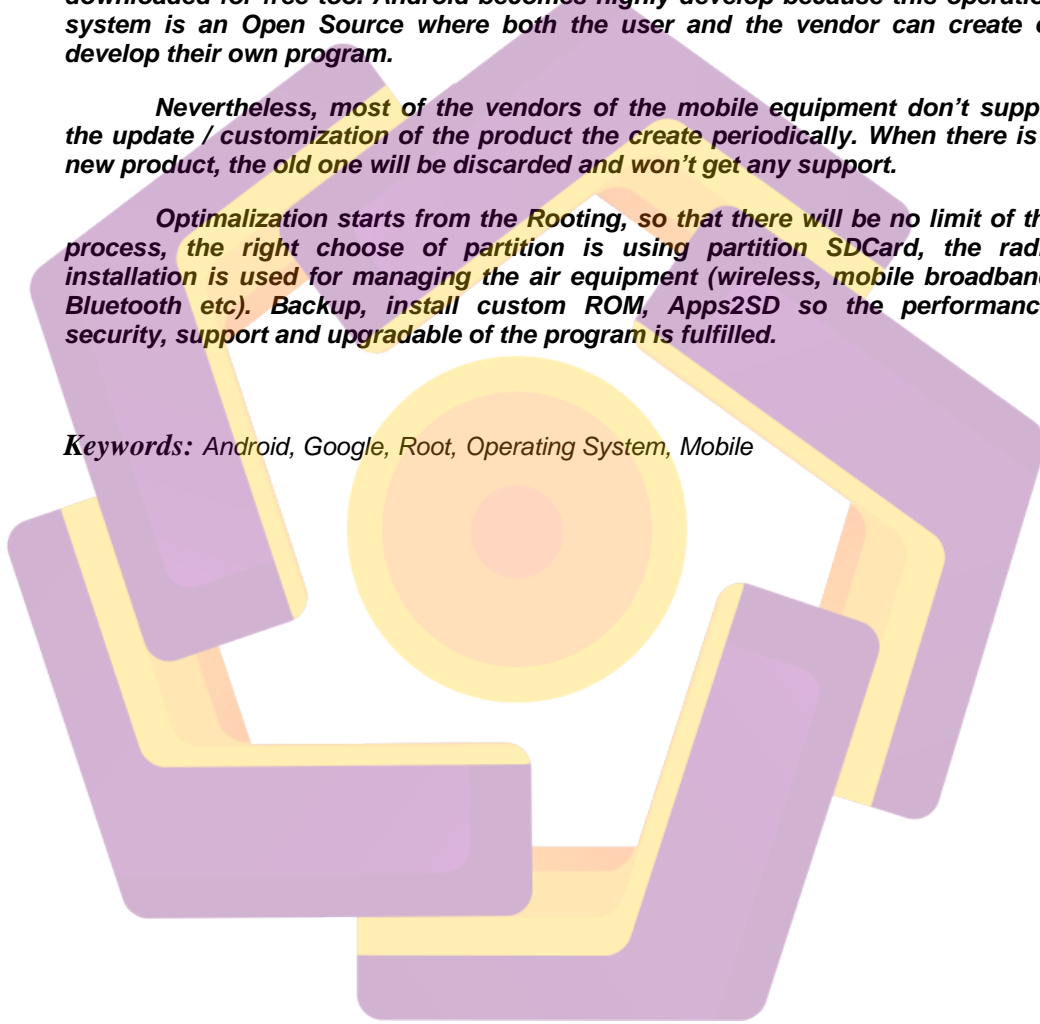 downloaded for free too. Android becomes highly develop because this operation
system is an Open Source where both the user and the vendor can create
develop their own program.
Nevertheless, most of the vendors of the mobile equipment don't supp
the update / customization of the product the create periodically. When there is
new product, the old one will be discarded and won't get any support.
Optimalization starts from the Rooting, so that there will be no limit of th
process, the right choose of partition is using partition SDCard, the radi
installation is used for managing the air equipment (wireless, mobile broadband
Bluetooth etc). Backup, install custom ROM, Apps2SD so the performanc
security, support and upgradable of the program is fulfilled.
Keywords: Android, Google, Root, Operating System, Mobile